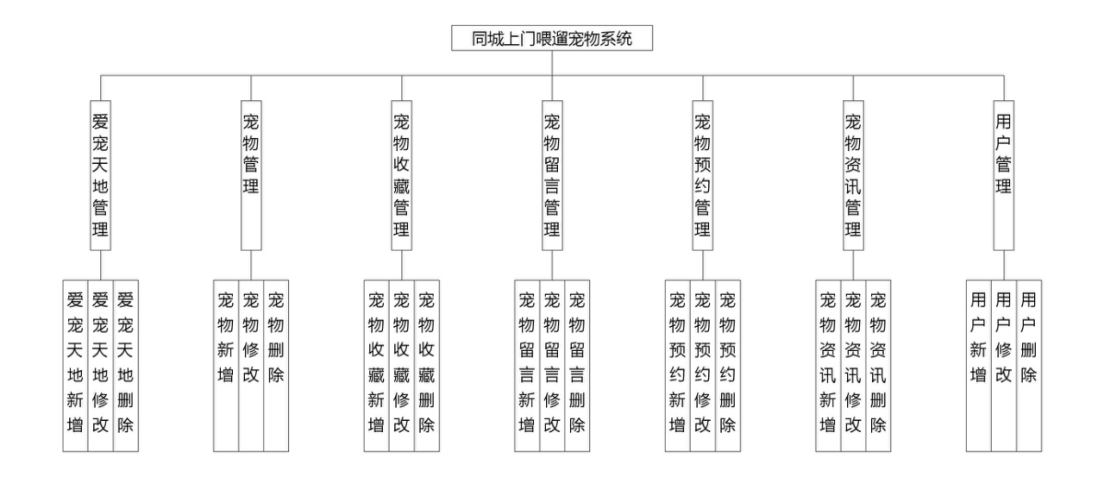 同城上门喂遛宠物系统
爱宠天地管理
宠物管理
宠物收藏管理
宠物留言管理
宠物预约管理
宠物资讯管理
用户管理
爱宠天地新增
爱宠天地修改
爱宠天地删除
宠物新增
宠物修改
宠物删除
宠物收藏新增
宠物收藏修改
宠物收藏删除
宠物留言新增
宠物留言修改
宠物留言删除
宠物预约新增
宠物预约修改
宠物预约删除
宠物资讯新增
宠物资讯修改
宠物资讯删除
用户新增
用户修改
用户删除